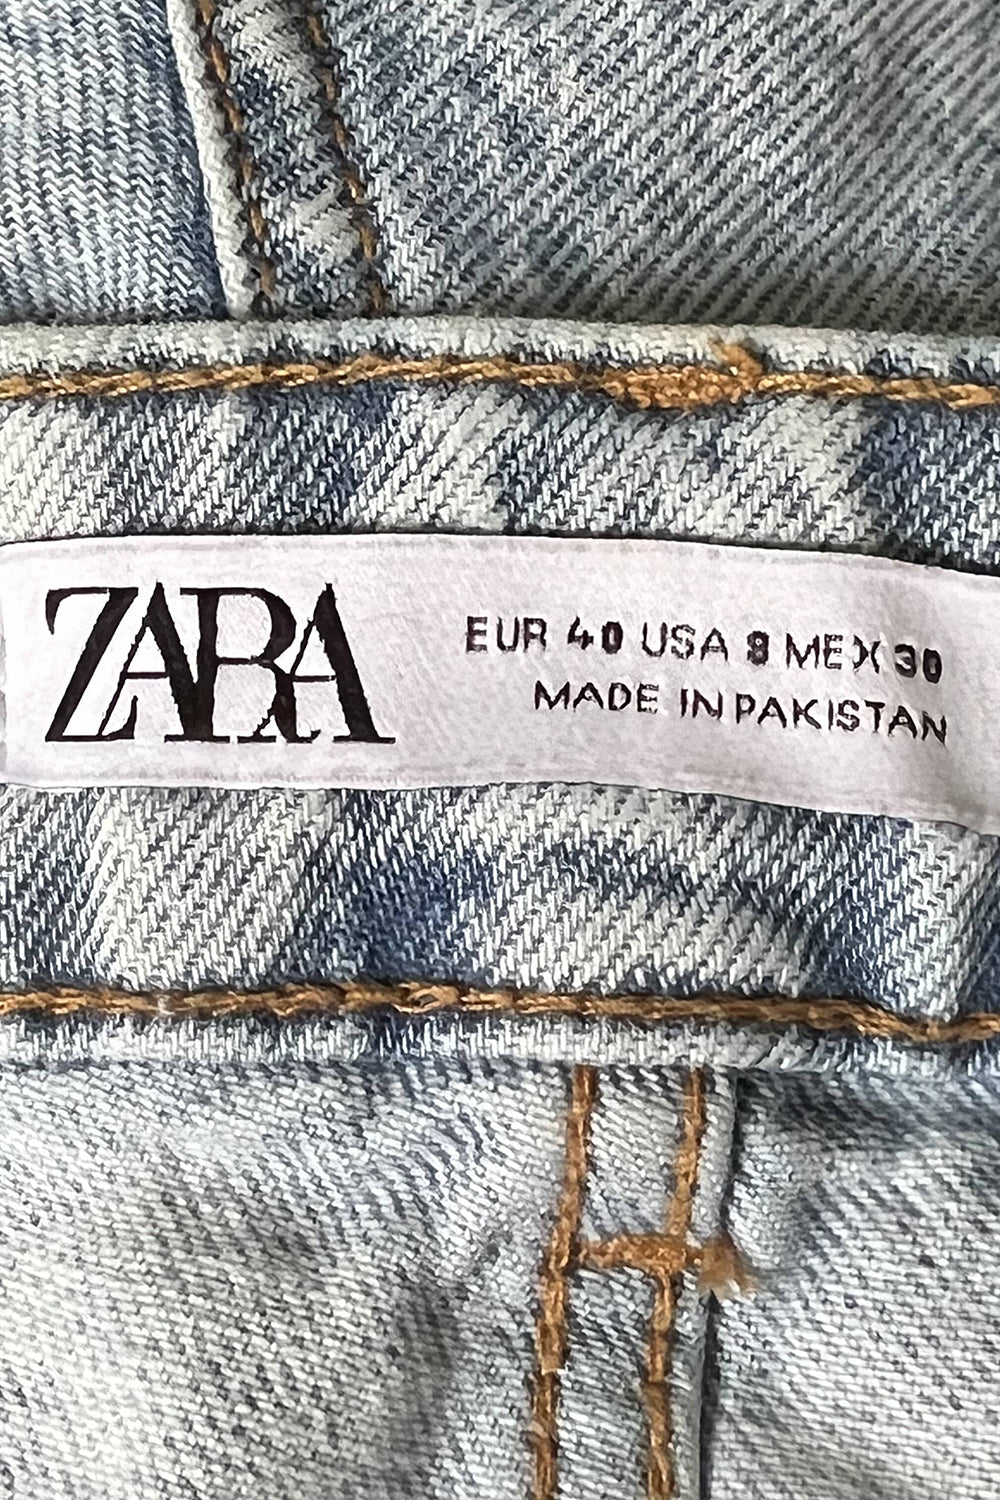 ZARA
EUR 40 USA 8 MEX 30
MADE IN PAKISTAN